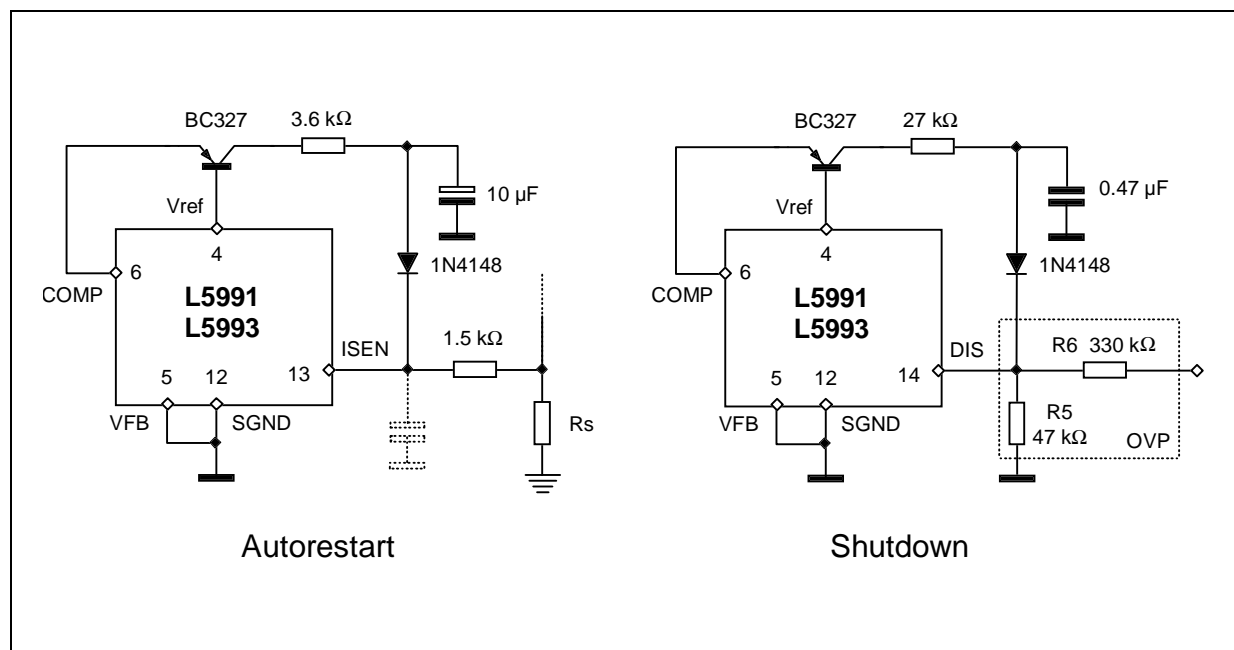 BC327
3.6 kΩ
10 µF
Vref
4
6
COMP
L5991
L5993
1N4148
ISEN
13
1.5 kΩ
5
12
VFB
SGND
Rs
Autorestart
BC327
27 kΩ
0.47 µF
Vref
4
6
COMP
L5991
L5993
1N4148
DIS
14
R6 330 kΩ
5
12
VFB
SGND
R5
47 kΩ
OVP
Shutdown